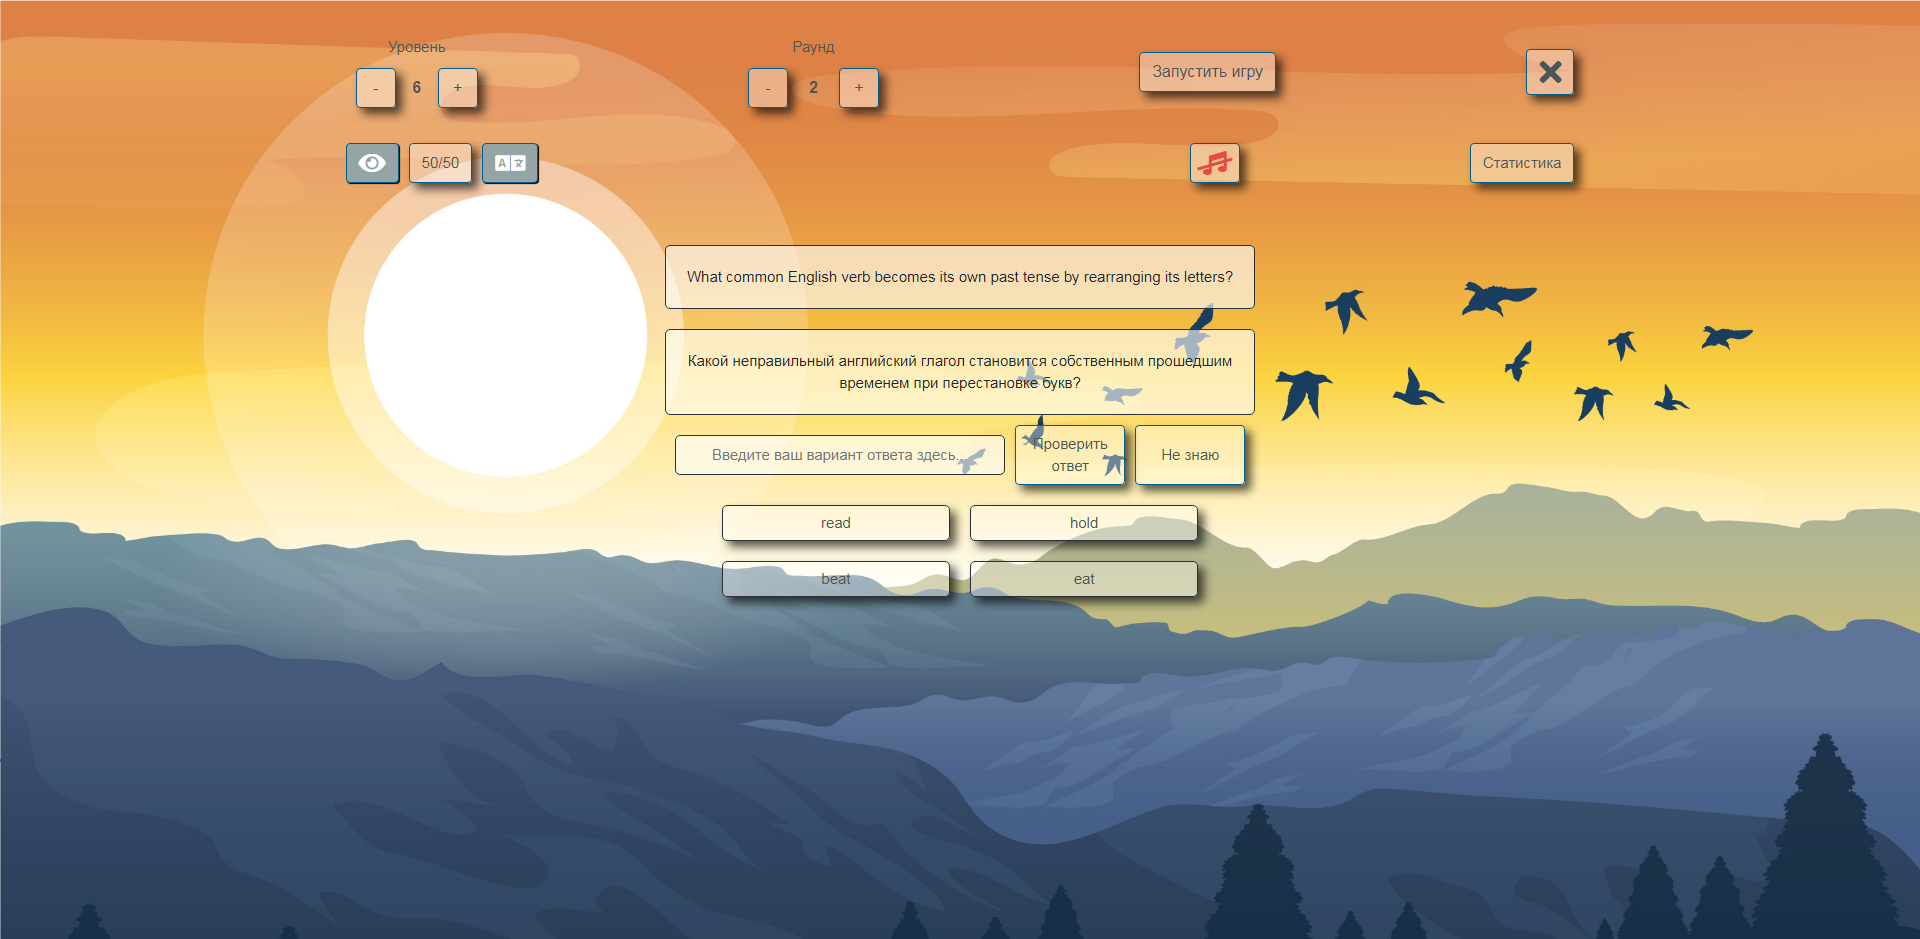 Уровень
- 6 +
Раунд
- 2 +
Запустить игру
50/50
A 文
Статистика
What common English verb becomes its own past tense by rearranging its letters?
Какой неправильный английский глагол становится собственным прошедшим
временем при перестановке букв?
Введите ваш вариант ответа здесь...
Проверить
ответ
Не знаю
read
hold
beat
eat